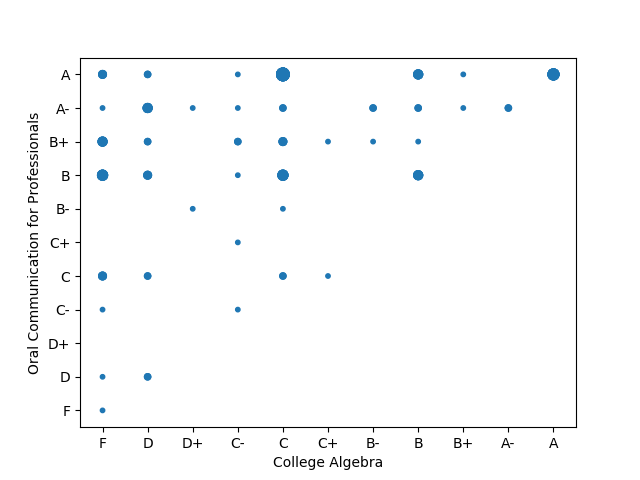 A
A-
B+
B
B-
C+
C
C-
D+
D
F
Oral Communication for Professionals
F D D+ C- C C+ B- B B+ A- A
College Algebra